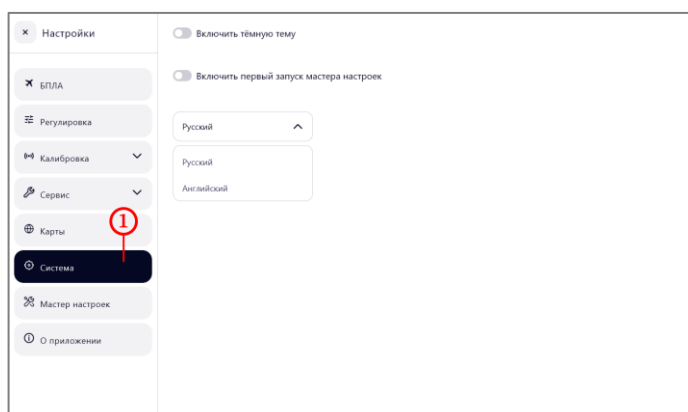 × Настройки
БПЛА
Регулировка
Калибровка
Сервис
Карты
1
Система
Мастер настроек
О приложении
Включить тёмную тему
Включить первый запуск мастера настроек
Русский
Русский
Английский